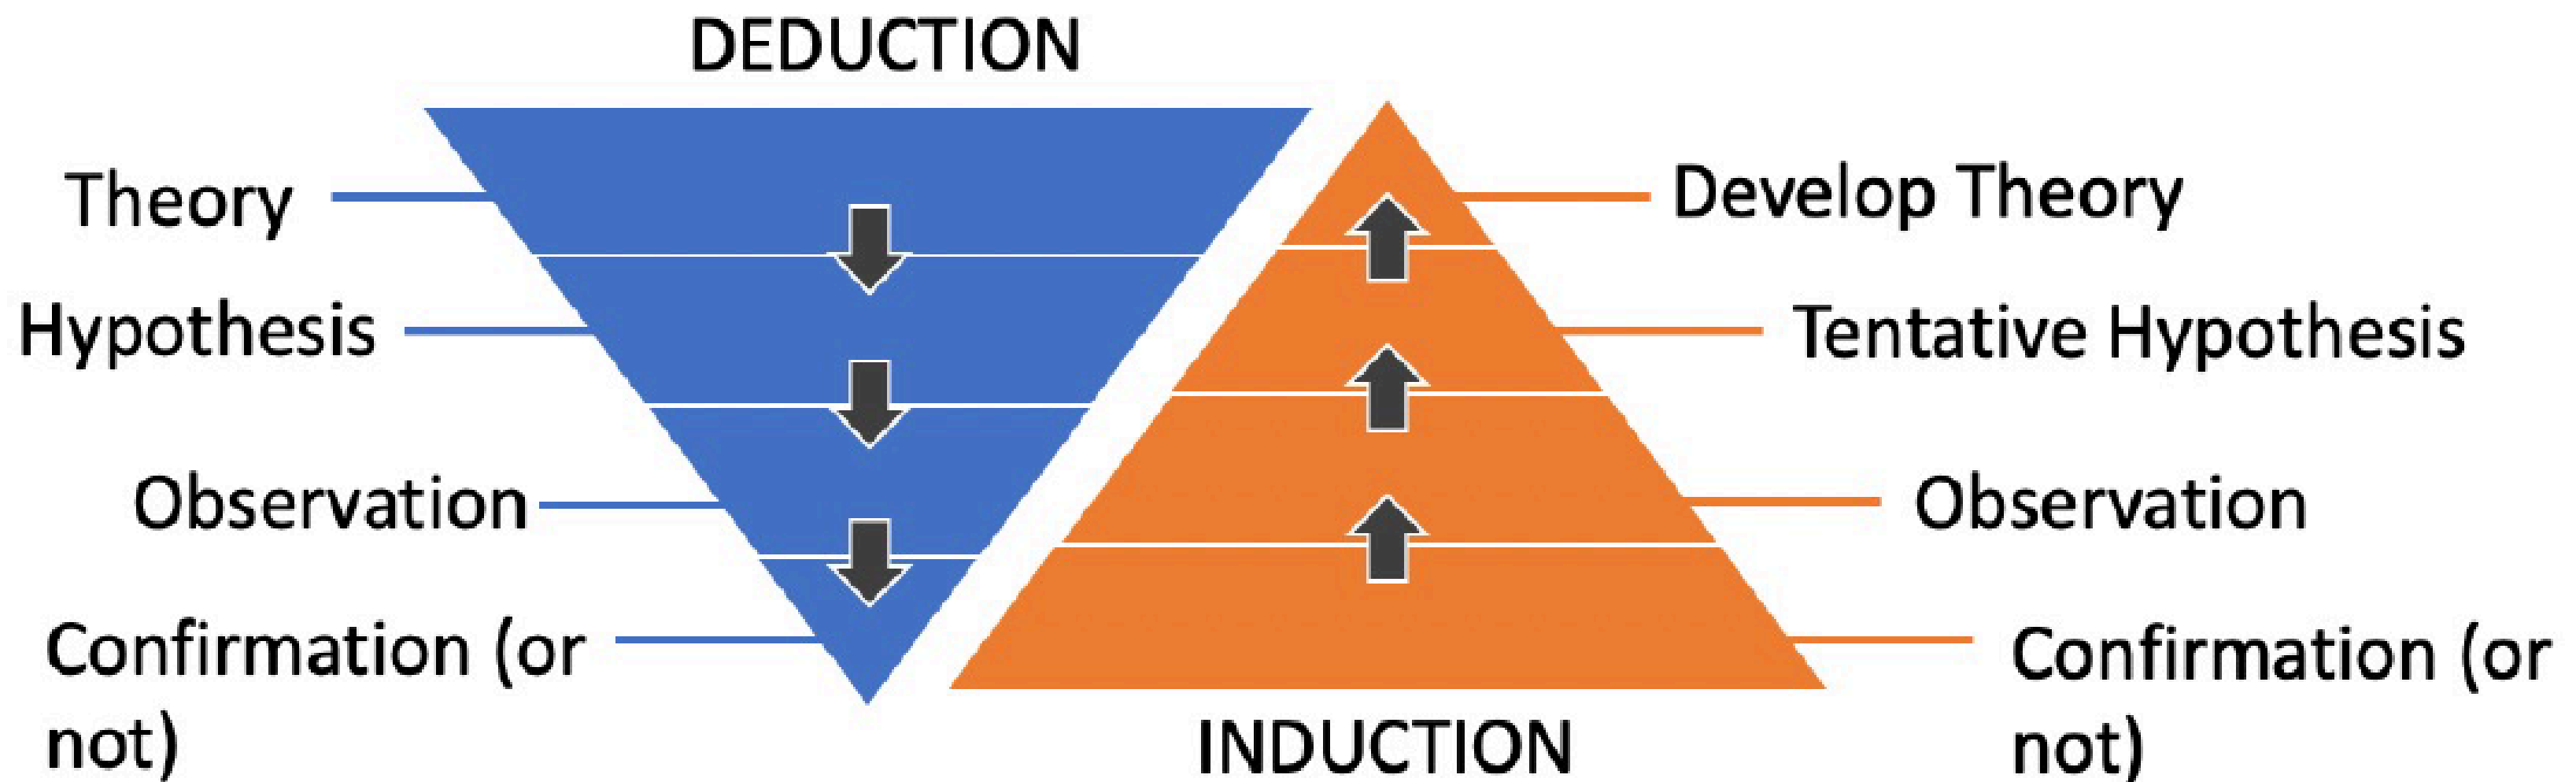 DEDUCTION
Theory
Hypothesis
Observation
Confirmation (or
not)
Develop Theory
Tentative Hypothesis
Observation
Confirmation (or
not)
INDUCTION